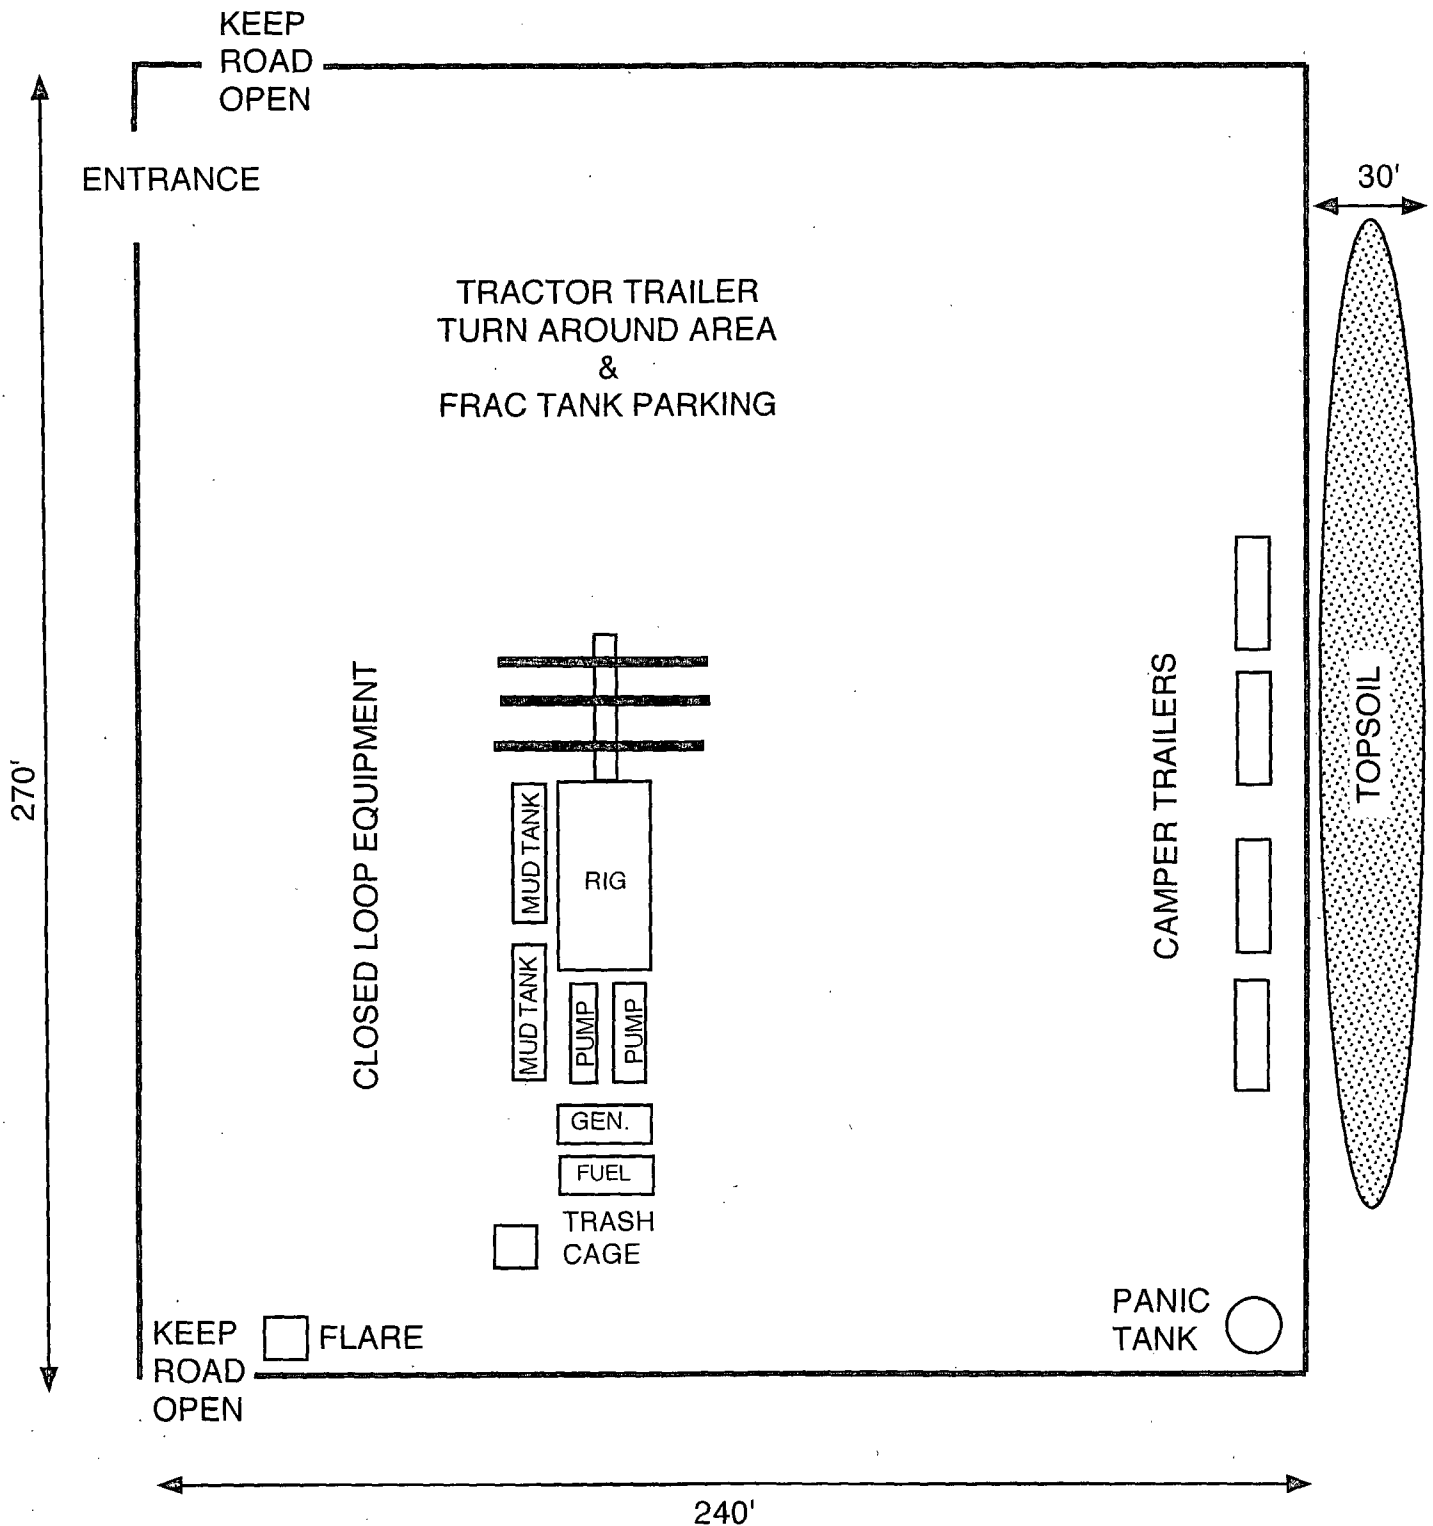 KEEP
ROAD
OPEN
ENTRANCE
30'
TRACTOR TRAILER
TURN AROUND AREA
&
FRAC TANK PARKING
270'
CLOSED LOOP EQUIPMENT
MUD TANK
RIG
MUD TANK
PUMP
PUMP
GEN.
FUEL
TRASH
CAGE
CAMPER TRAILERS
TOPSOIL
KEEP
ROAD
OPEN
FLARE
PANIC
TANK
240'